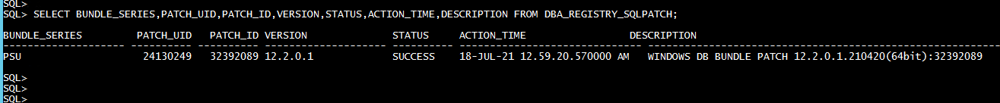 SQL>
SQL> SELECT BUNDLE_SERIES,PATCH_UID,PATCH_ID,VERSION,STATUS,ACTION_TIME,DESCRIPTION FROM DBA_REGISTRY_SQLPATCH;
BUNDLE_SERIES PATCH_UID PATCH_ID VERSION STATUS ACTION_TIME DESCRIPTION
-------------------- ---------- ---------- -------------------- ---------- ------------------------------ ------------------------------------------------------------
PSU 24130249 32392089 12.2.0.1 SUCCESS 18-JUL-21 12.59.20.570000 AM WINDOWS DB BUNDLE PATCH 12.2.0.1.210420(64bit):32392089
SQL>
SQL>
SQL>